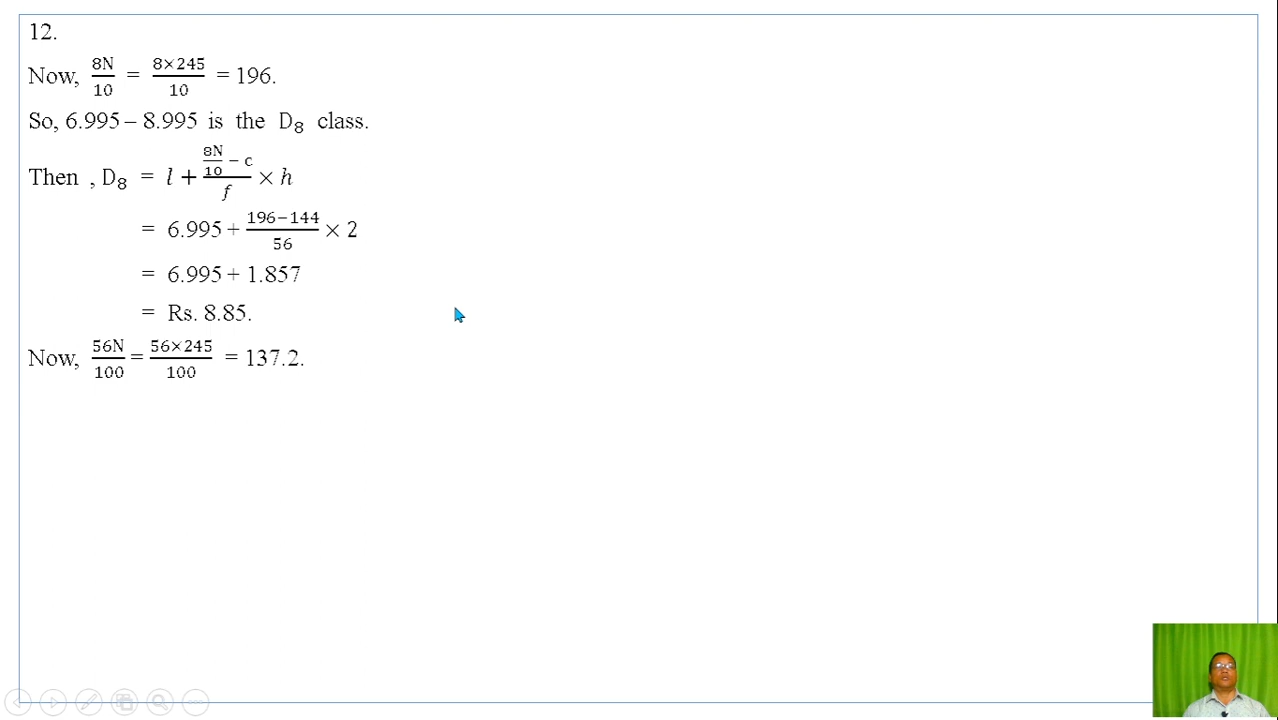 12.
Now, 8N/10 = 8×245/10 = 196.
So, 6.995 – 8.995 is the D₈ class.
Then , D₈ = l + (8N/10 − c)/f × h
= 6.995 + 196−144/56 × 2
= 6.995 + 1.857
= Rs. 8.85.
Now, 56N/100 = 56×245/100 = 137.2.